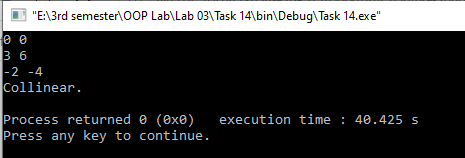 "E:\3rd semester\OOP Lab\Lab 03\Task 14\bin\Debug\Task 14.exe"
0 0
3 6
-2 -4
Collinear.
Process returned 0 (0x0)   execution time : 40.425 s
Press any key to continue.